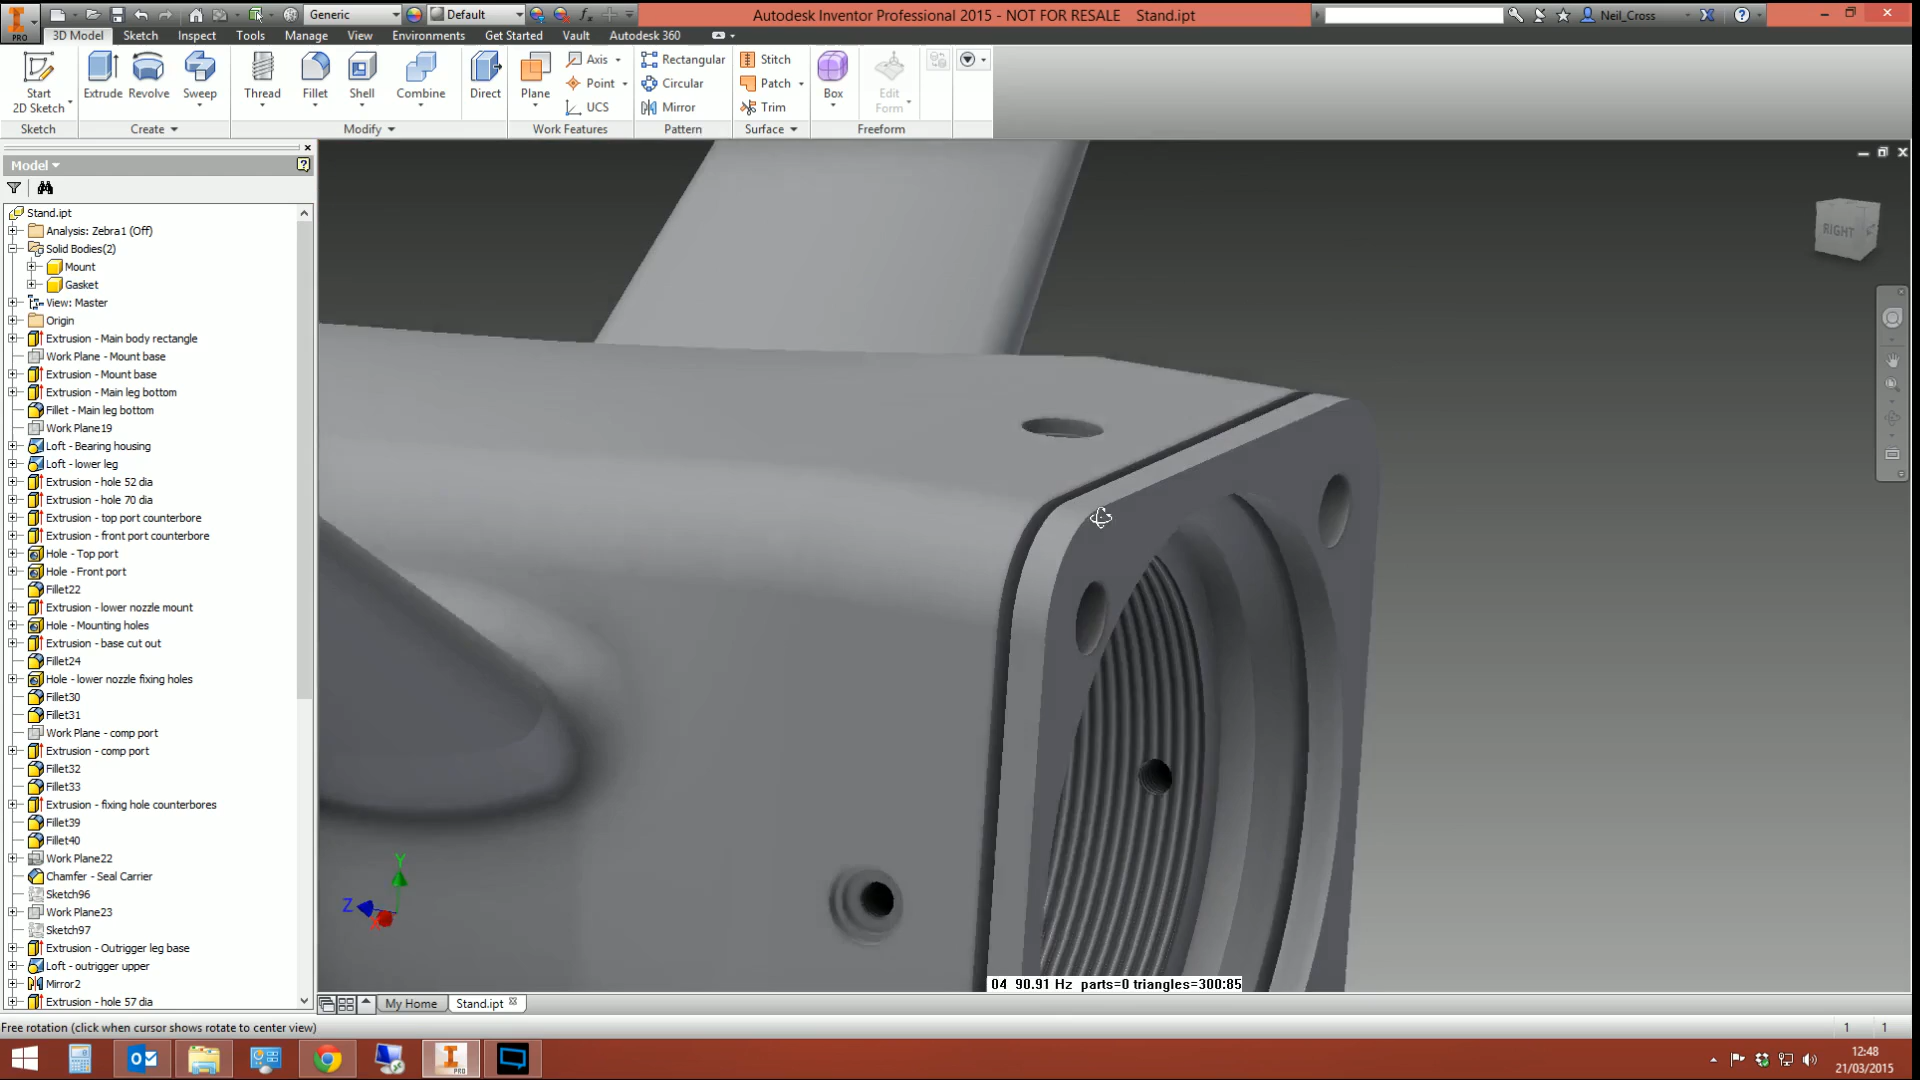 Generic
Default
Autodesk Inventor Professional 2015 - NOT FOR RESALE Stand.ipt
Neil_Cross
PRO
3D Model Sketch Inspect Tools Manage View Environments Get Started Vault Autodesk 360
Start 2D Sketch
Extrude Revolve Sweep
Thread Fillet Shell Combine Direct
Plane
Axis
Point
UCS
Rectangular
Circular
Mirror
Stitch
Patch
Trim
Box
Edit Form
Sketch Create Modify Work Features Pattern Surface Freeform
Model
Stand.ipt
Analysis: Zebra1 (Off)
Solid Bodies(2)
Mount
Gasket
View: Master
Origin
Extrusion - Main body rectangle
Work Plane - Mount base
Extrusion - Mount base
Extrusion - Main leg bottom
Fillet - Main leg bottom
Work Plane19
Loft - Bearing housing
Loft - lower leg
Extrusion - hole 52 dia
Extrusion - hole 70 dia
Extrusion - top port counterbore
Extrusion - front port counterbore
Hole - Top port
Hole - Front port
Fillet22
Extrusion - lower nozzle mount
Hole - Mounting holes
Extrusion - base cut out
Fillet24
Hole - lower nozzle fixing holes
Fillet30
Fillet31
Work Plane - comp port
Extrusion - comp port
Fillet32
Fillet33
Extrusion - fixing hole counterbores
Fillet39
Fillet40
Work Plane22
Chamfer - Seal Carrier
Sketch96
Work Plane23
Sketch97
Extrusion - Outrigger leg base
Loft - outrigger upper
Mirror2
Extrusion - hole 57 dia
RIGHT
Y
Z
X
04 90.91 Hz parts=0 triangles=300:85
My Home Stand.ipt
Free rotation (click when cursor shows rotate to center view)
1 1
PRO
12:48
21/03/2015